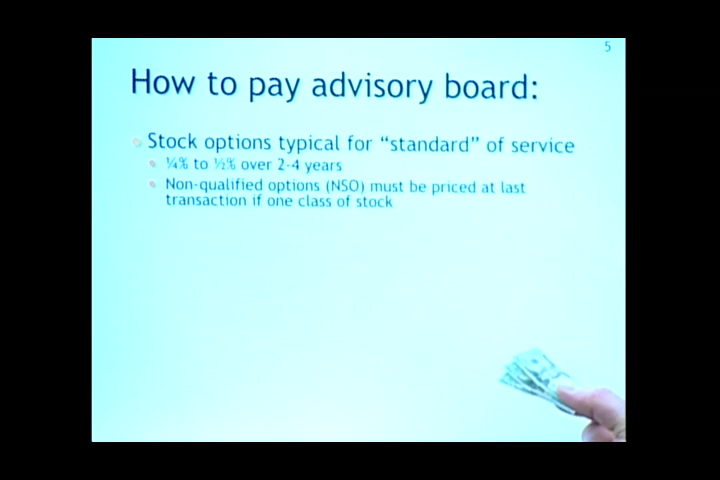 5
How to pay advisory board:
Stock options typical for “standard” of service
¼% to ½% over 2-4 years
Non-qualified options (NSO) must be priced at last
transaction if one class of stock